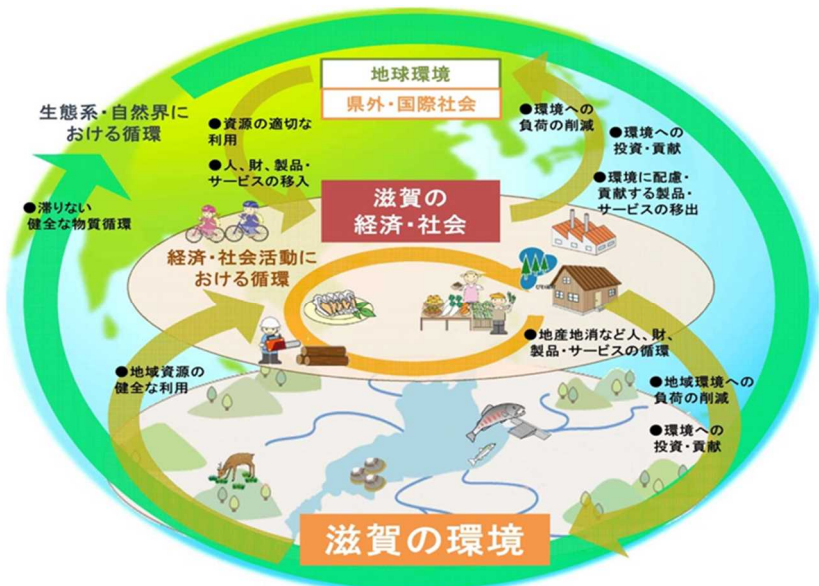 地球環境
県外・国際社会
生態系・自然界に
おける循環
●資源の適切な
利用
●人、財、製品・
サービスの移入
●環境への
負荷の削減
●環境への
投資・貢献
●環境に配慮・
貢献する製品・
サービスの移出
●滞りない
健全な物質循環
滋賀の
経済・社会
経済・社会活動に
おける循環
●地産地消など人、財、
製品・サービスの循環
●地域資源の
健全な利用
●地域環境への
負荷の削減
●環境への
投資・貢献
滋賀の環境